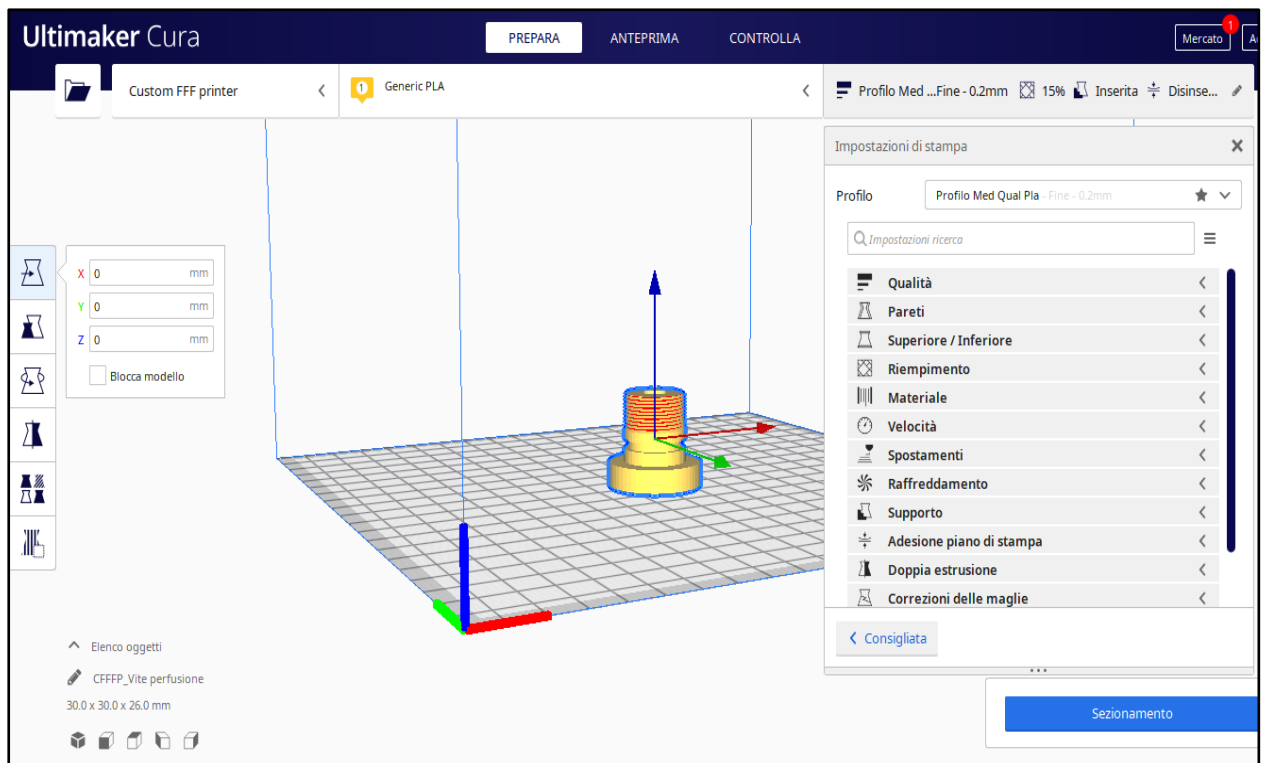 Ultimaker Cura
PREPARA
ANTEPRIMA
CONTROLLA
Mercato
1
Custom FFF printer
1
Generic PLA
Profilo Med ...Fine - 0.2mm
15%
Inserita
Disinse...
Impostazioni di stampa
Profilo
Profilo Med Qual Pla - Fine - 0.2mm
Impostazioni ricerca
X 0 mm
Y 0 mm
Z 0 mm
Blocca modello
Qualità
Pareti
Superiore / Inferiore
Riempimento
Materiale
Velocità
Spostamenti
Raffreddamento
Supporto
Adesione piano di stampa
Doppia estrusione
Correzioni delle maglie
Consigliata
Elenco oggetti
CFFFP_Vite perfusione
30.0 x 30.0 x 26.0 mm
Sezionamento